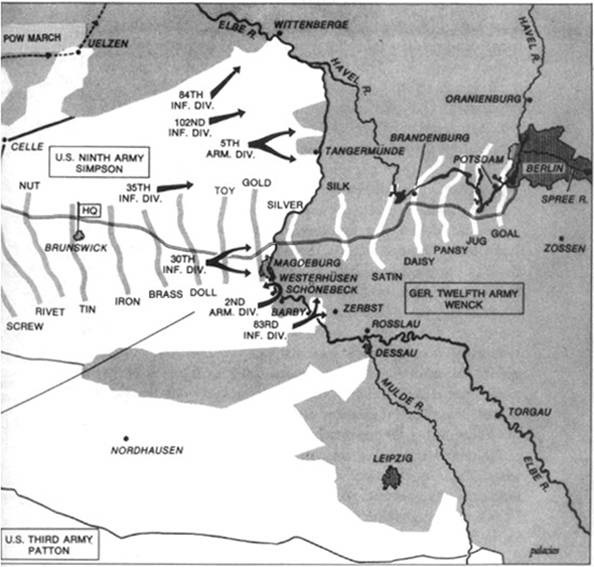 WITTENBERGE
ELBE R.
HAVEL R.
POW MARCH
UELZEN
HAVEL R.
84TH
INF. DIV.
ORANIENBURG
102ND
INF. DIV.
CELLE
5TH
ARM. DIV.
BRANDENBURG
U.S. NINTH ARMY
SIMPSON
TANGERMÜNDE
POTSDAM
BERLIN
NUT
35TH
INF. DIV.
TOY
GOLD
SILK
SPREE R.
HQ
SILVER
GOAL
BRUNSWICK
JUG
ZOSSEN
PANSY
30TH
INF. DIV.
MAGDEBURG
DAISY
WESTERHÜSEN
SATIN
SCHÖNEBECK
DOLL
BRASS
IRON
TIN
RIVET
SCREW
2ND
ARM. DIV.
BARBY
ZERBST
GER. TWELFTH ARMY
WENCK
83RD
INF. DIV.
ROSSLAU
DESSAU
MULDE R.
TORGAU
NORDHAUSEN
LEIPZIG
ELBE R.
U.S. THIRD ARMY
PATTON
palacios